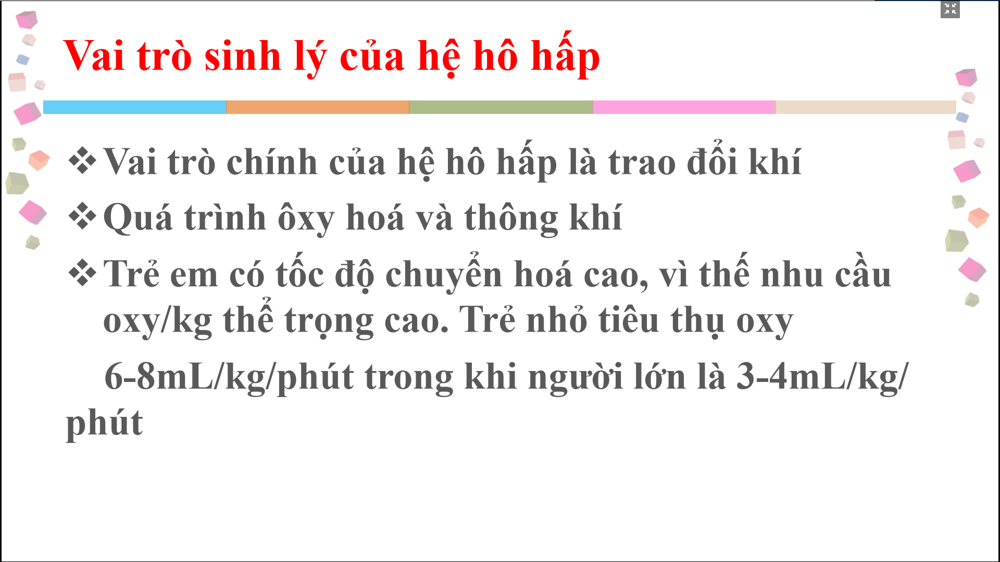 Vai trò sinh lý của hệ hô hấp
❖ Vai trò chính của hệ hô hấp là trao đổi khí
❖ Quá trình ôxy hoá và thông khí
❖ Trẻ em có tốc độ chuyển hoá cao, vì thế nhu cầu
oxy/kg thể trọng cao. Trẻ nhỏ tiêu thụ oxy
6-8mL/kg/phút trong khi người lớn là 3-4mL/kg/
phút